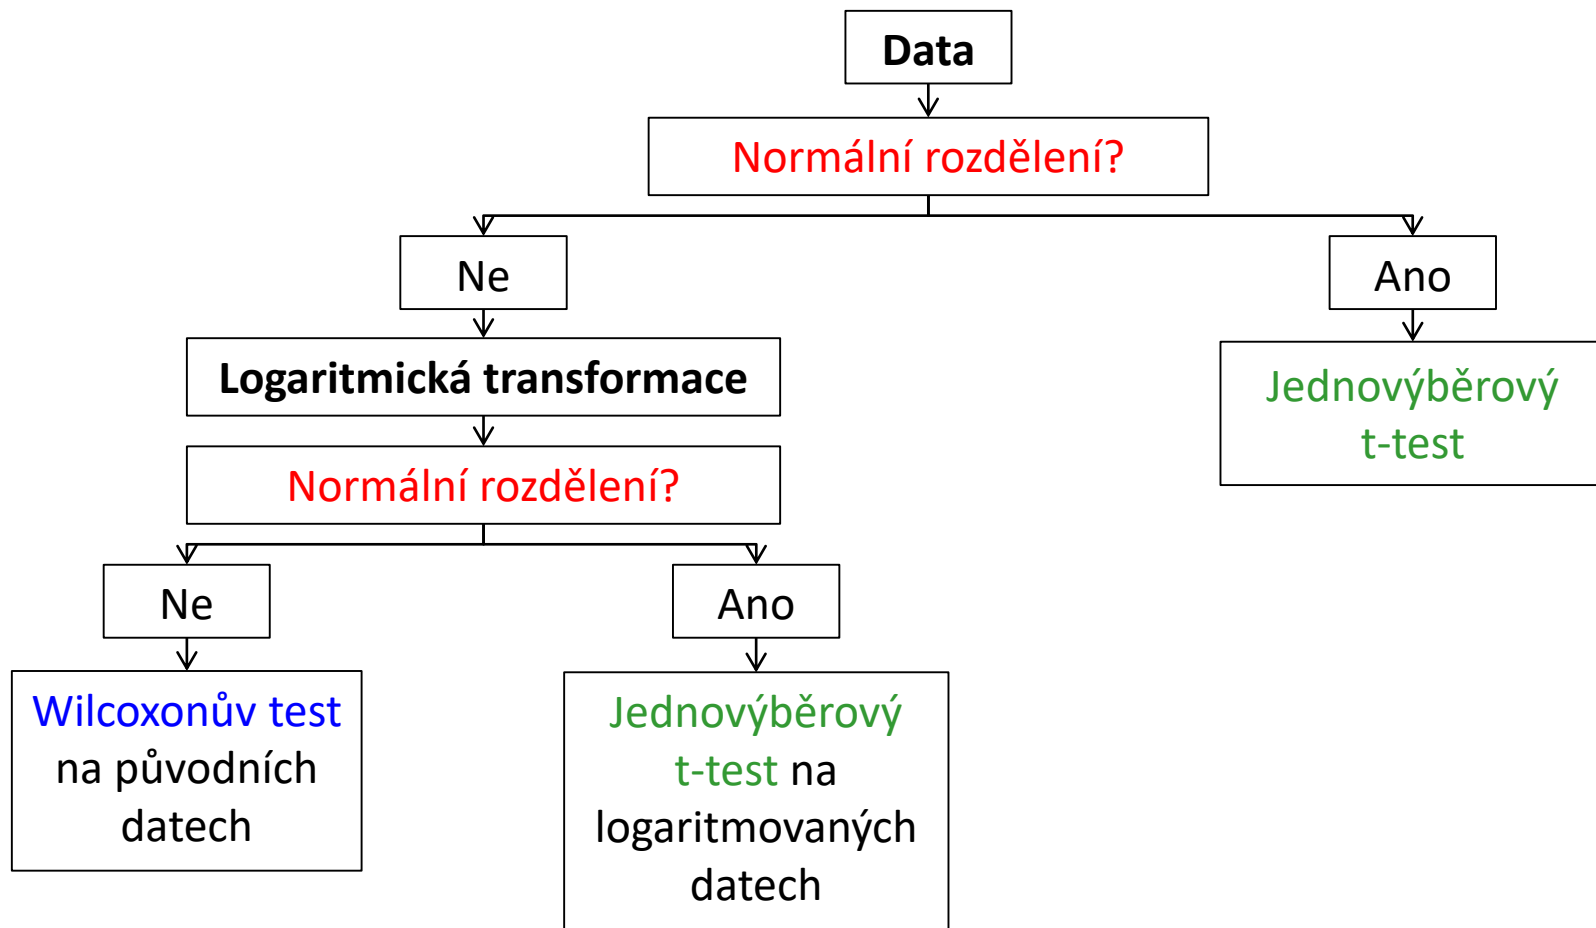 Data
Normální rozdělení?
Ne
Ano
Logaritmická transformace
Jednovýběrový
t-test
Normální rozdělení?
Ne
Ano
Wilcoxonův test
na původních
datech
Jednovýběrový
t-test na
logaritmovaných
datech